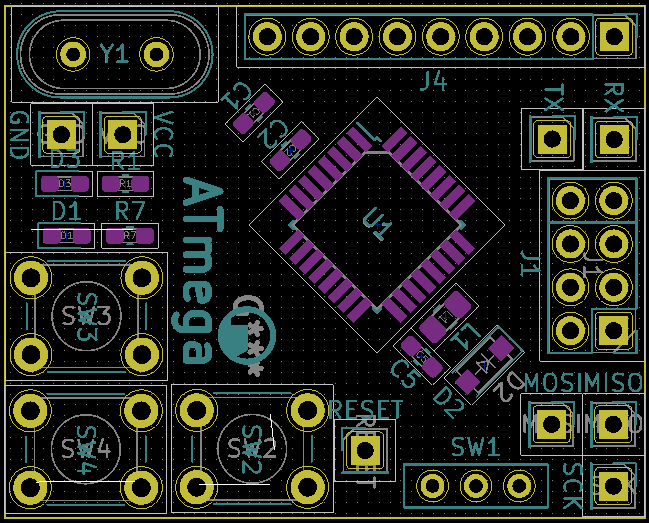 Y1
J4
C1
C2
GND
VCC
TX
RX
D3
R1
D3
R1
D1
R7
D1
R7
ATmega
U1
J1
J1
SW3
SW3
L1
C5
D2
D2
MOSI
MISO
RESET
SW4
SW4
SW2
SW2
SW1
SCK